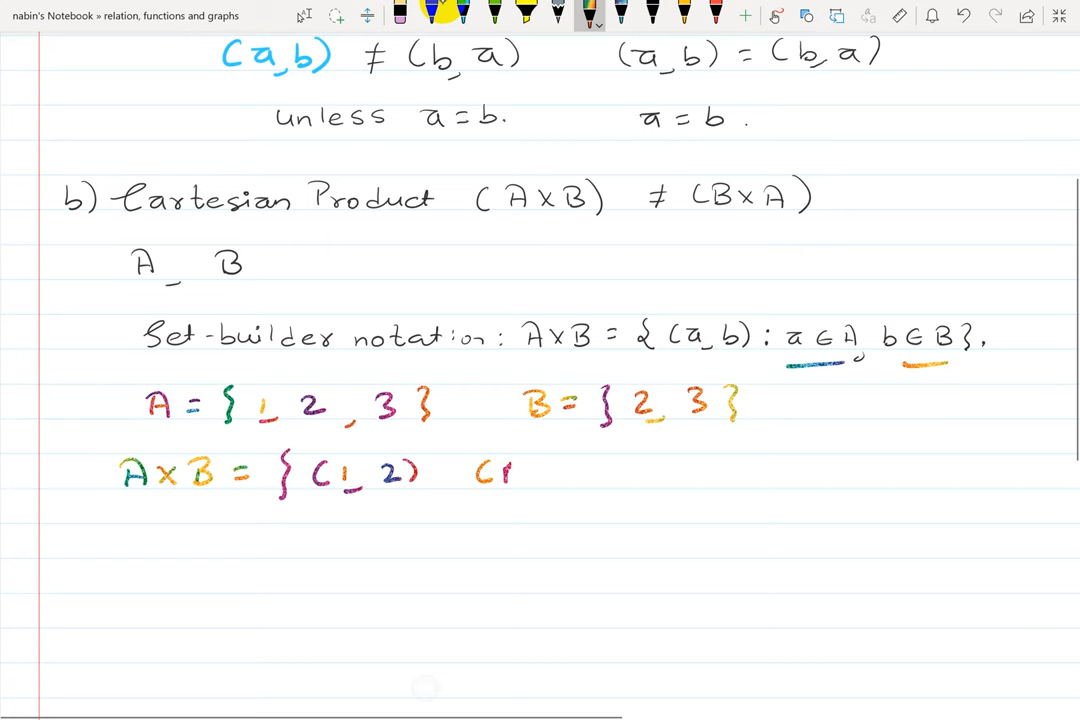 nabin's Notebook » relation, functions and graphs
(a, b) ≠ (b, a) (a, b) = (b, a)
unless a = b. a = b.
b) Cartesian Product (A×B) ≠ (B×A)
A, B
Set-builder notation: A×B = { (a, b) : a ∈ A, b ∈ B}.
A = { 1, 2, 3 } B = { 2, 3 }
A×B = { (1, 2) (1